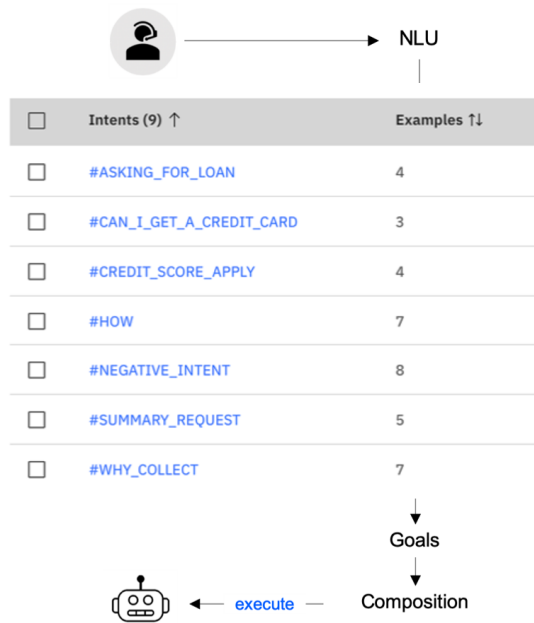 NLU
Intents (9) ↑ Examples ↑↓
#ASKING_FOR_LOAN 4
#CAN_I_GET_A_CREDIT_CARD 3
#CREDIT_SCORE_APPLY 4
#HOW 7
#NEGATIVE_INTENT 8
#SUMMARY_REQUEST 5
#WHY_COLLECT 7
Goals
execute Composition